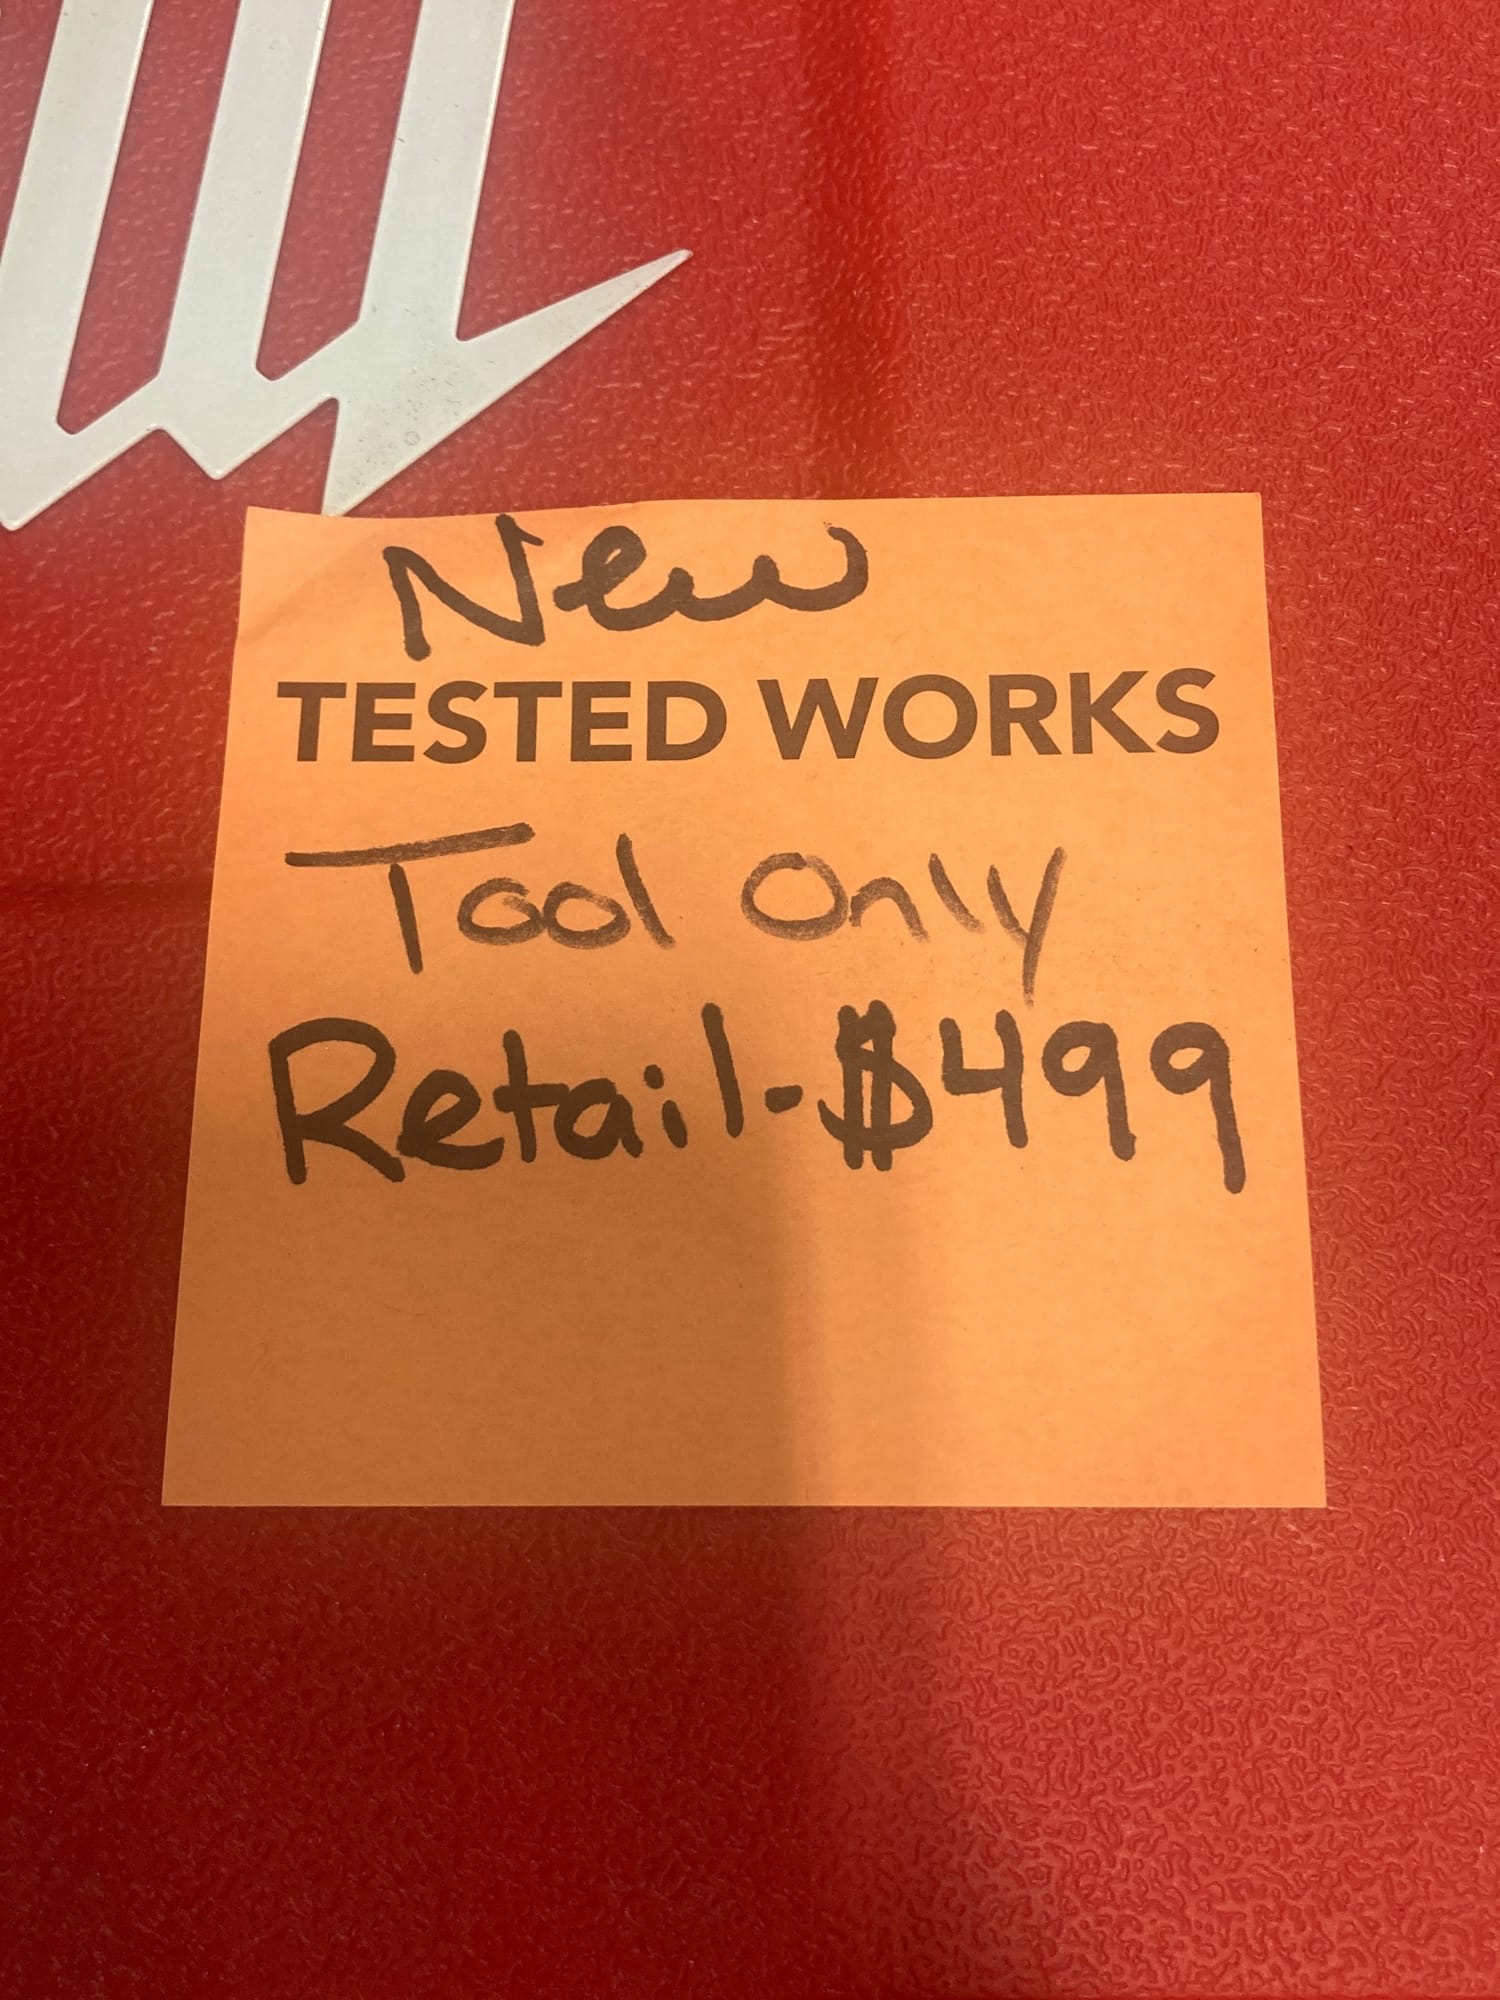 New
TESTED WORKS
Tool Only
Retail-$499